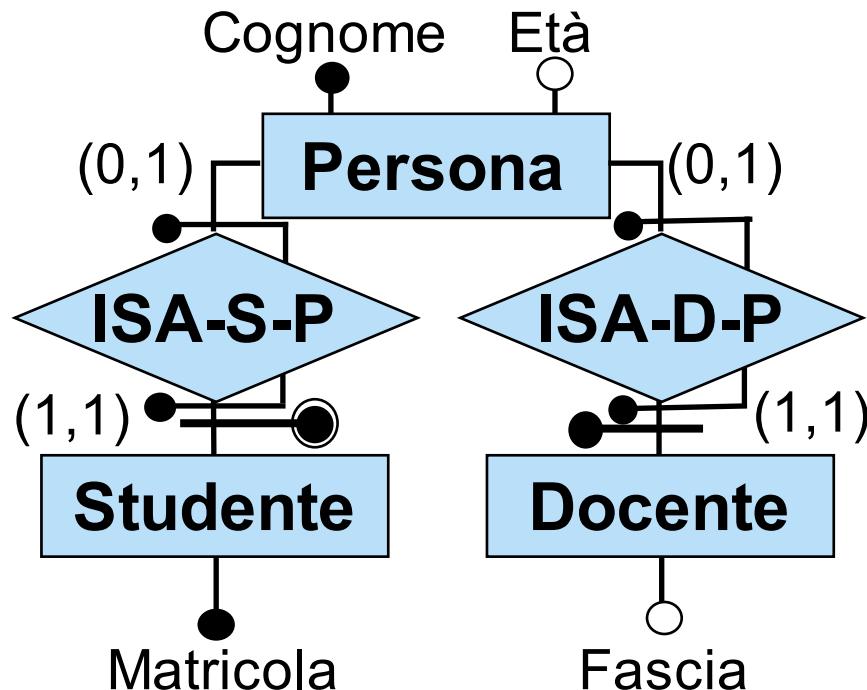 Cognome Età
Persona
(0,1) (0,1)
ISA-S-P ISA-D-P
(1,1) (1,1)
Studente Docente
Matricola Fascia